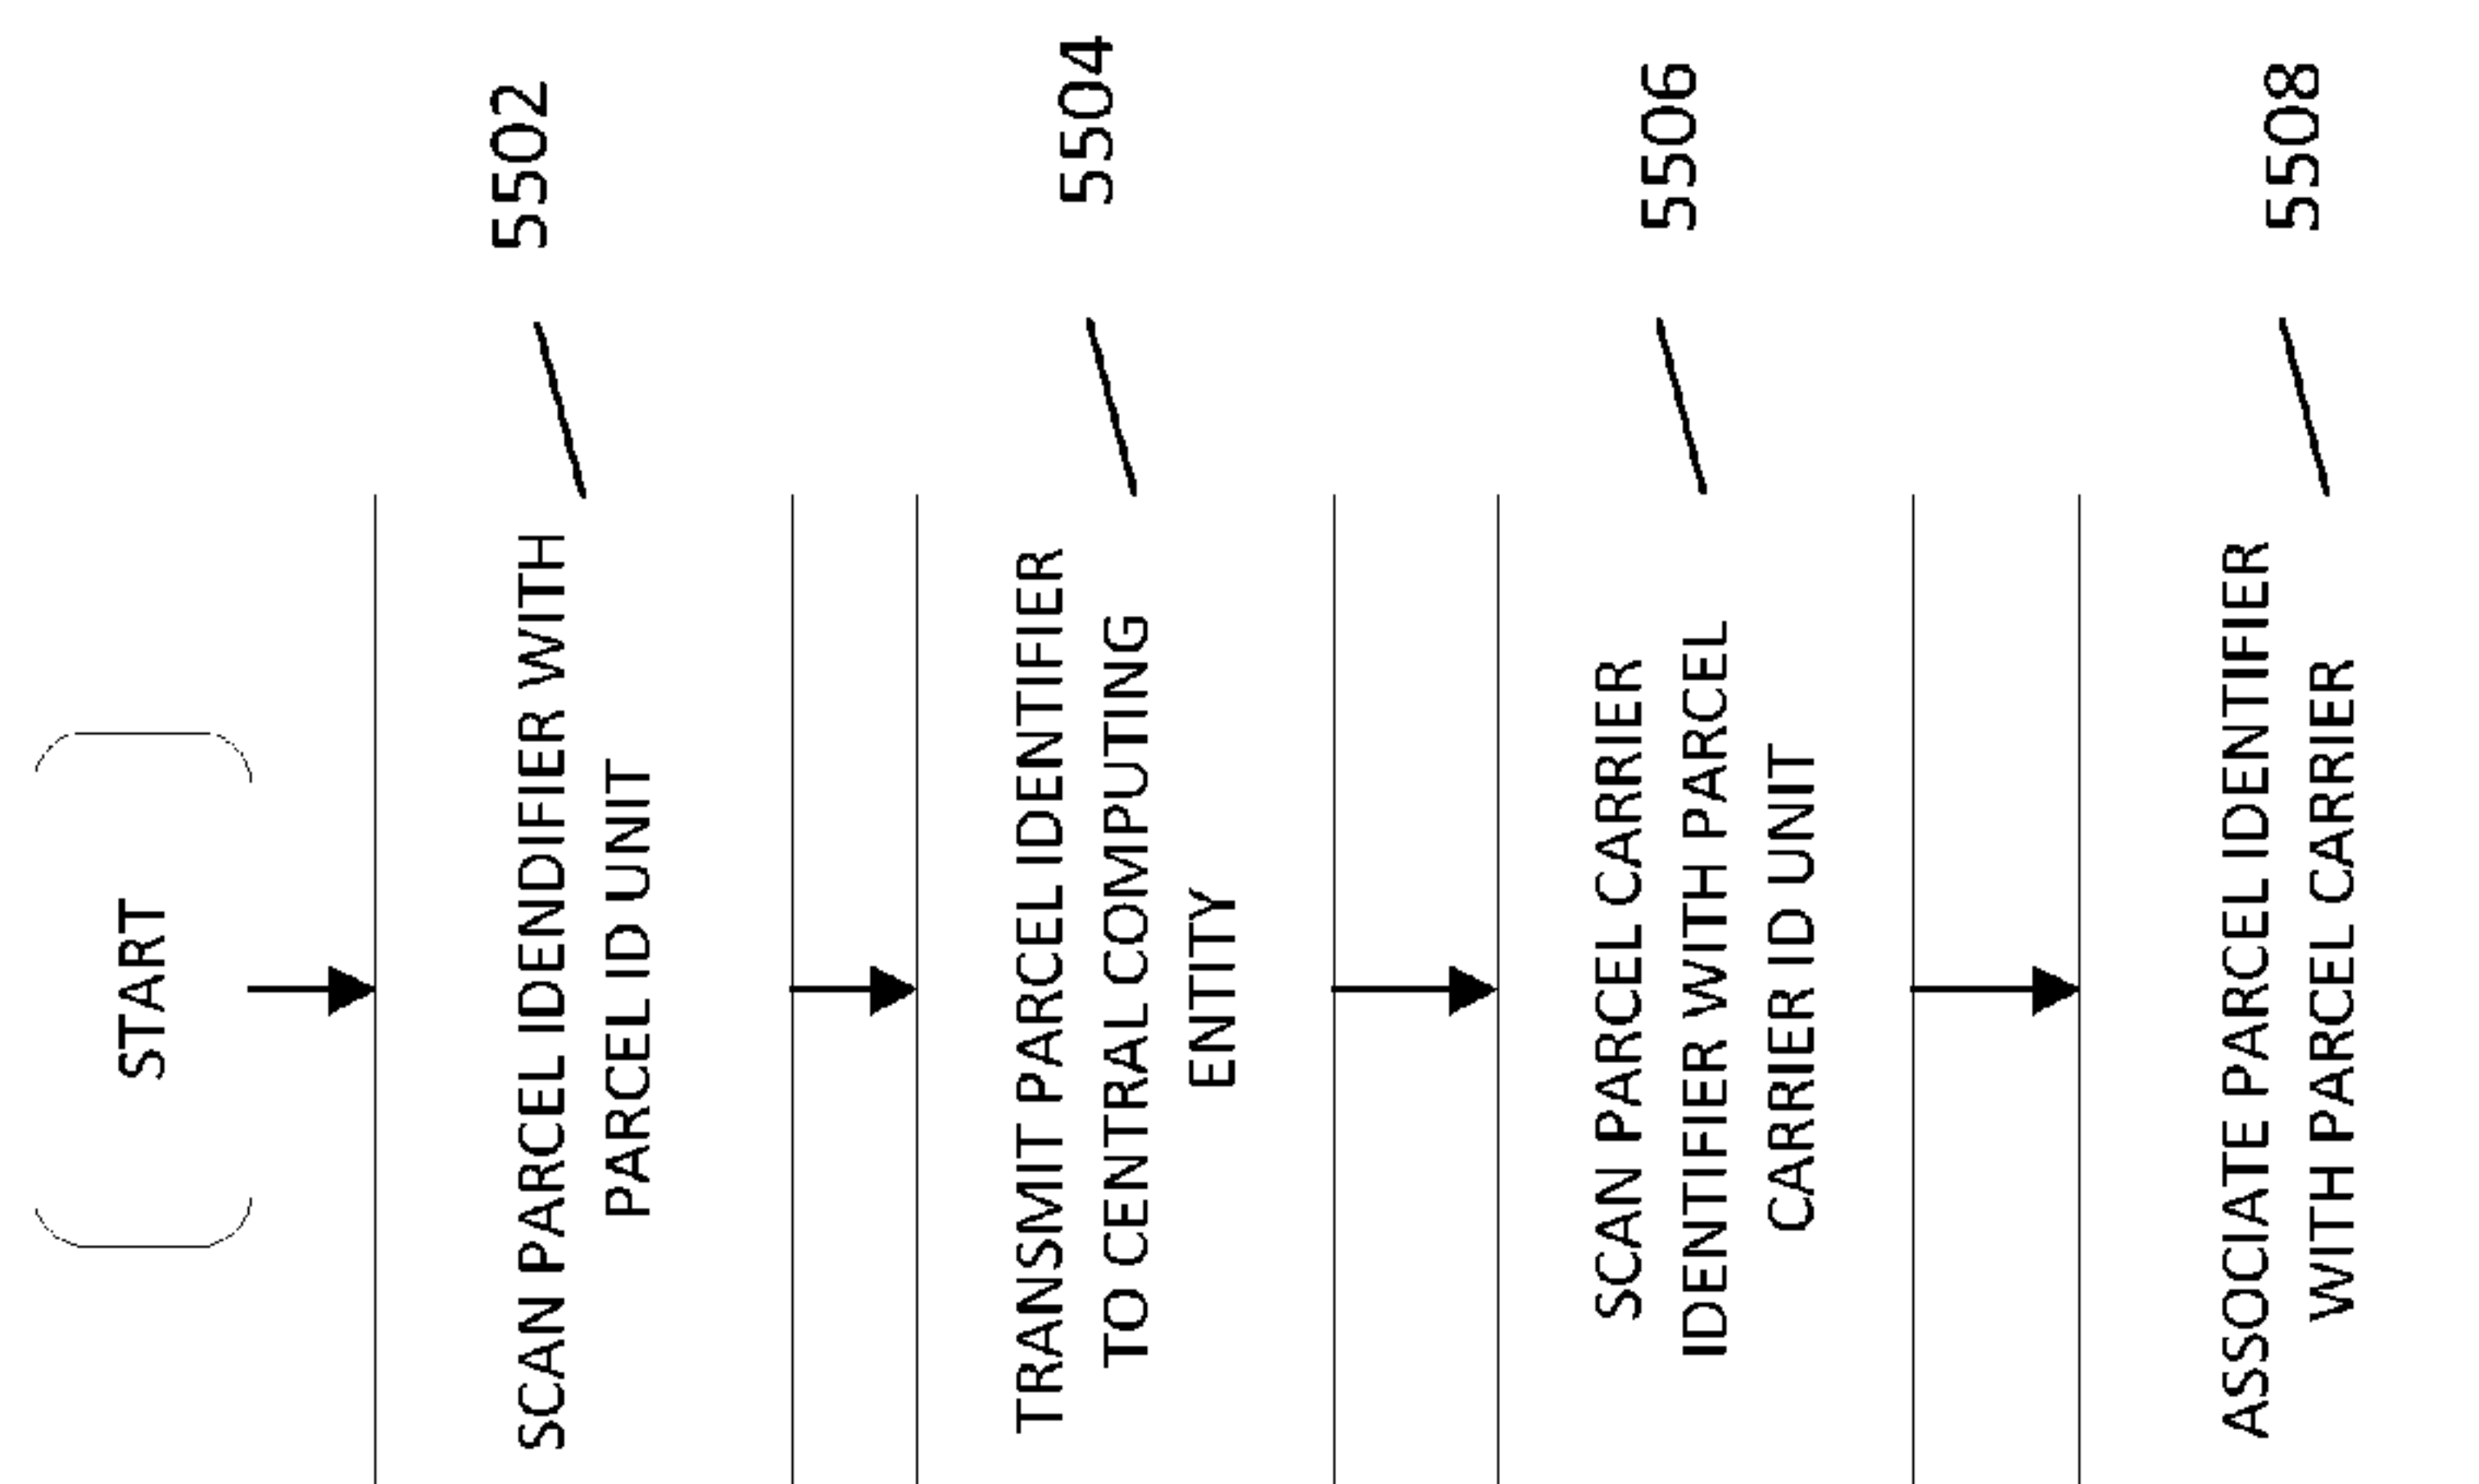 START
SCAN PARCEL IDENDIFIER WITH
PARCEL ID UNIT
5502
TRANSMIT PARCEL IDENTIFIER
TO CENTRAL COMPUTING
ENTITY
5504
SCAN PARCEL CARRIER
IDENTIFIER WITH PARCEL
CARRIER ID UNIT
5506
ASSOCIATE PARCEL IDENTIFIER
WITH PARCEL CARRIER
5508